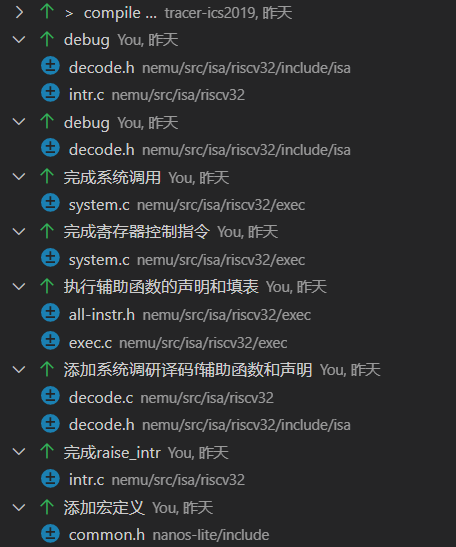 > compile ... tracer-ics2019, 昨天
debug You, 昨天
decode.h nemu/src/isa/riscv32/include/isa
intr.c nemu/src/isa/riscv32
debug You, 昨天
decode.h nemu/src/isa/riscv32/include/isa
完成系统调用 You, 昨天
system.c nemu/src/isa/riscv32/exec
完成寄存器控制指令 You, 昨天
system.c nemu/src/isa/riscv32/exec
执行辅助函数的声明和填表 You, 昨天
all-instr.h nemu/src/isa/riscv32/exec
exec.c nemu/src/isa/riscv32/exec
添加系统调研译码f辅助函数和声明 You, 昨天
decode.c nemu/src/isa/riscv32
decode.h nemu/src/isa/riscv32/include/isa
完成raise_intr You, 昨天
intr.c nemu/src/isa/riscv32
添加宏定义 You, 昨天
common.h nanos-lite/include